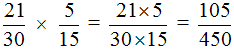 21/30 × 5/15 = 21×5/30×15 = 105/450